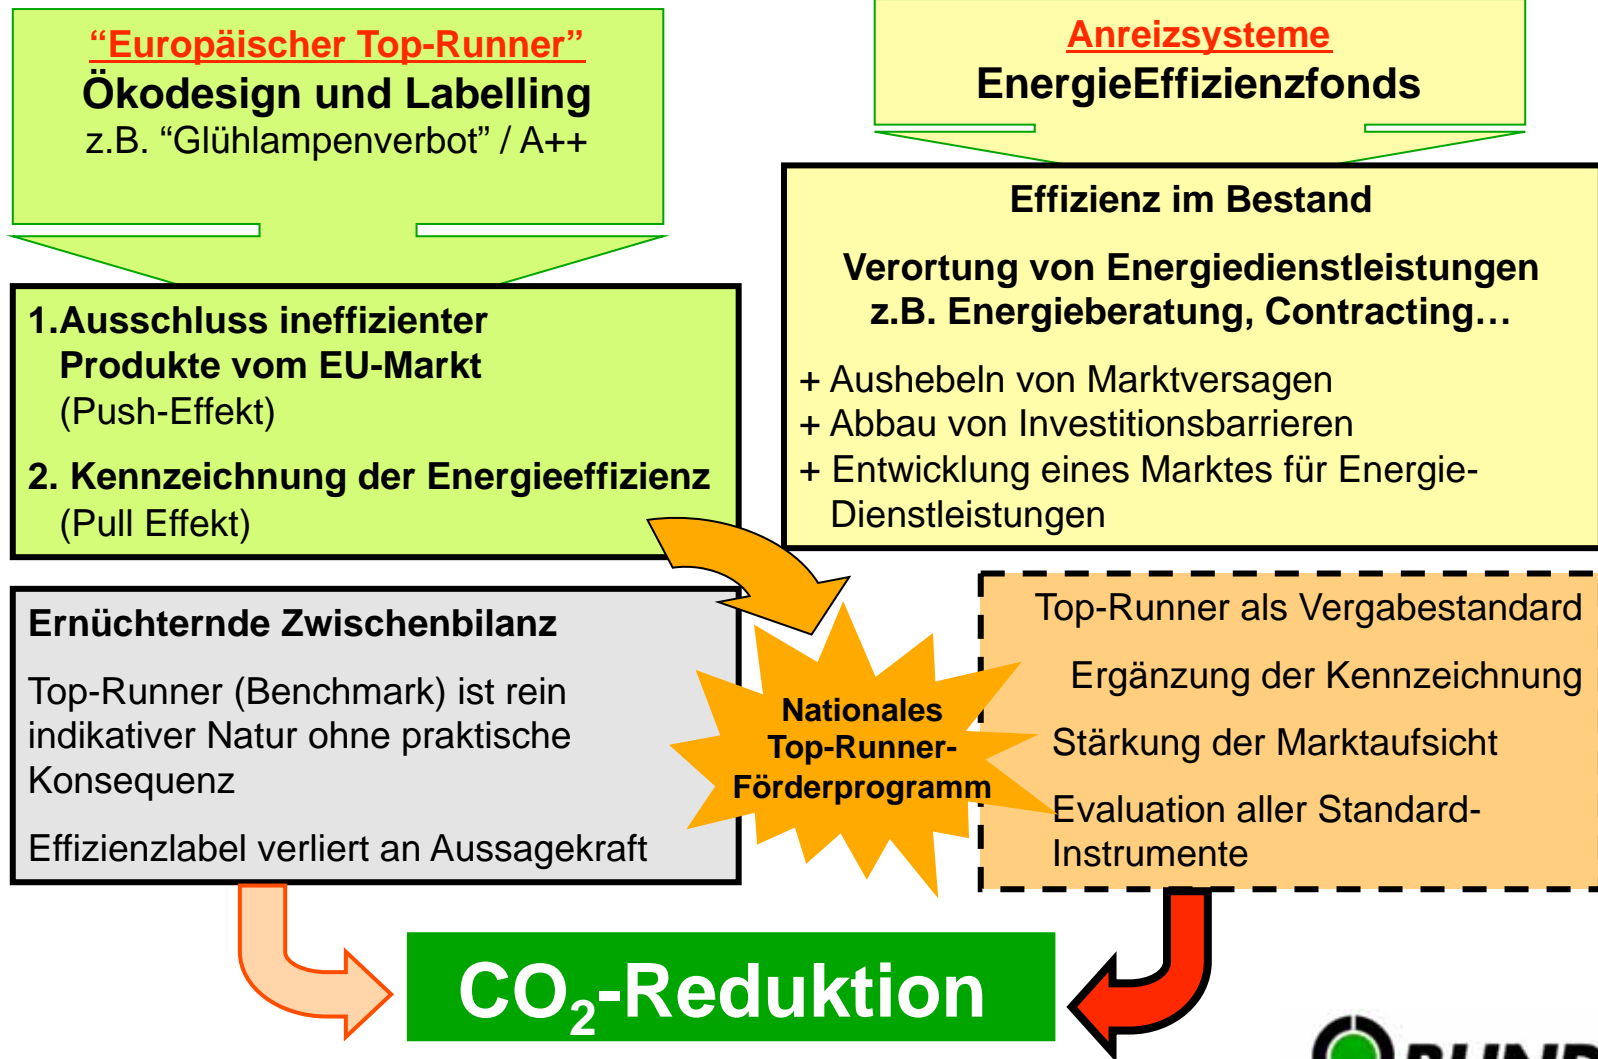 “Europäischer Top-Runner”
Ökodesign und Labelling
z.B. “Glühlampenverbot” / A++
1.Ausschluss ineffizienter
Produkte vom EU-Markt
(Push-Effekt)
2. Kennzeichnung der Energieeffizienz
(Pull Effekt)
Ernüchternde Zwischenbilanz
Top-Runner (Benchmark) ist rein
indikativer Natur ohne praktische
Konsequenz
Effizienzlabel verliert an Aussagekraft
Anreizsysteme
EnergieEffizienzfonds
Effizienz im Bestand
Verortung von Energiedienstleistungen
z.B. Energieberatung, Contracting…
+ Aushebeln von Marktversagen
+ Abbau von Investitionsbarrieren
+ Entwicklung eines Marktes für Energie-
Dienstleistungen
Nationales
Top-Runner-
Förderprogramm
Top-Runner als Vergabestandard
Ergänzung der Kennzeichnung
Stärkung der Marktaufsicht
Evaluation aller Standard-
Instrumente
CO₂-Reduktion
BUND